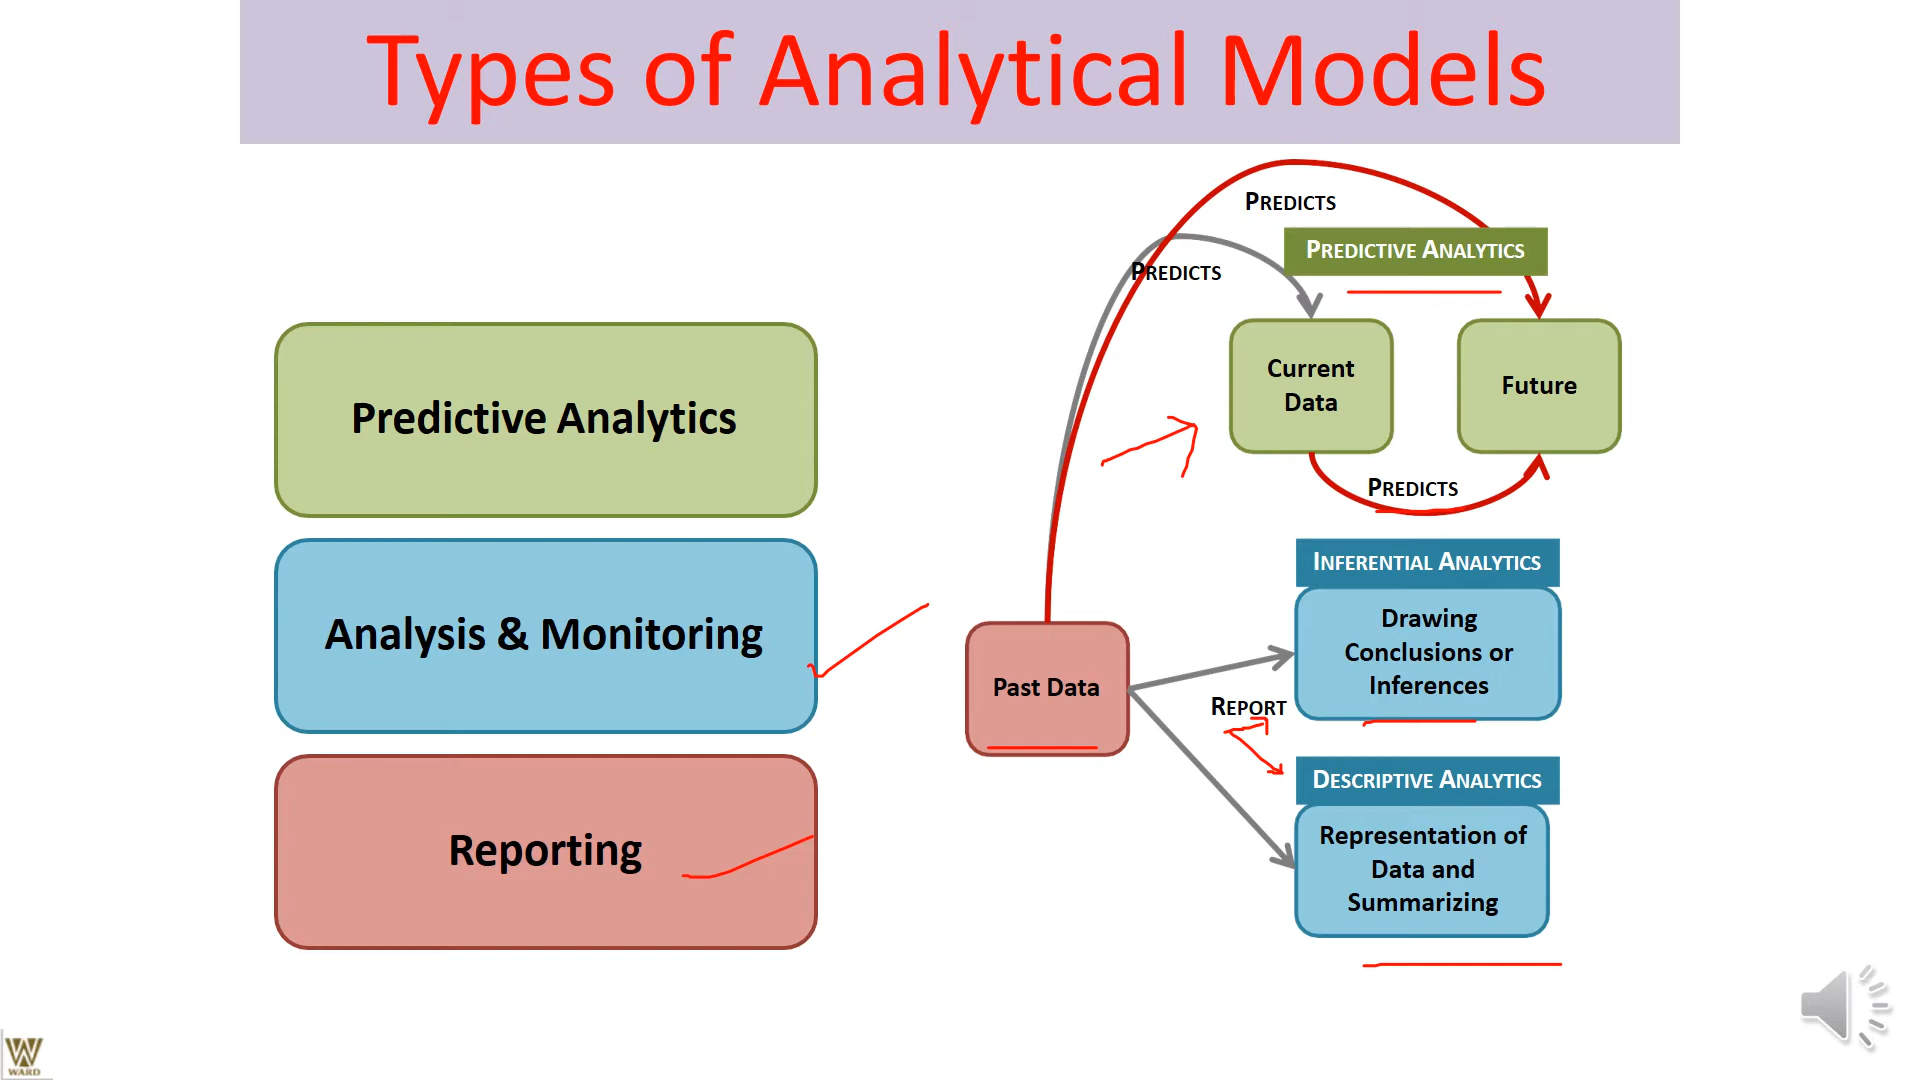 Types of Analytical Models
Predictive Analytics
Analysis & Monitoring
Reporting
PREDICTS
PREDICTIVE ANALYTICS
PREDICTS
Current
Data
Future
PREDICTS
Past Data
REPORT
INFERENTIAL ANALYTICS
Drawing
Conclusions or
Inferences
DESCRIPTIVE ANALYTICS
Representation of
Data and
Summarizing
W
WARD